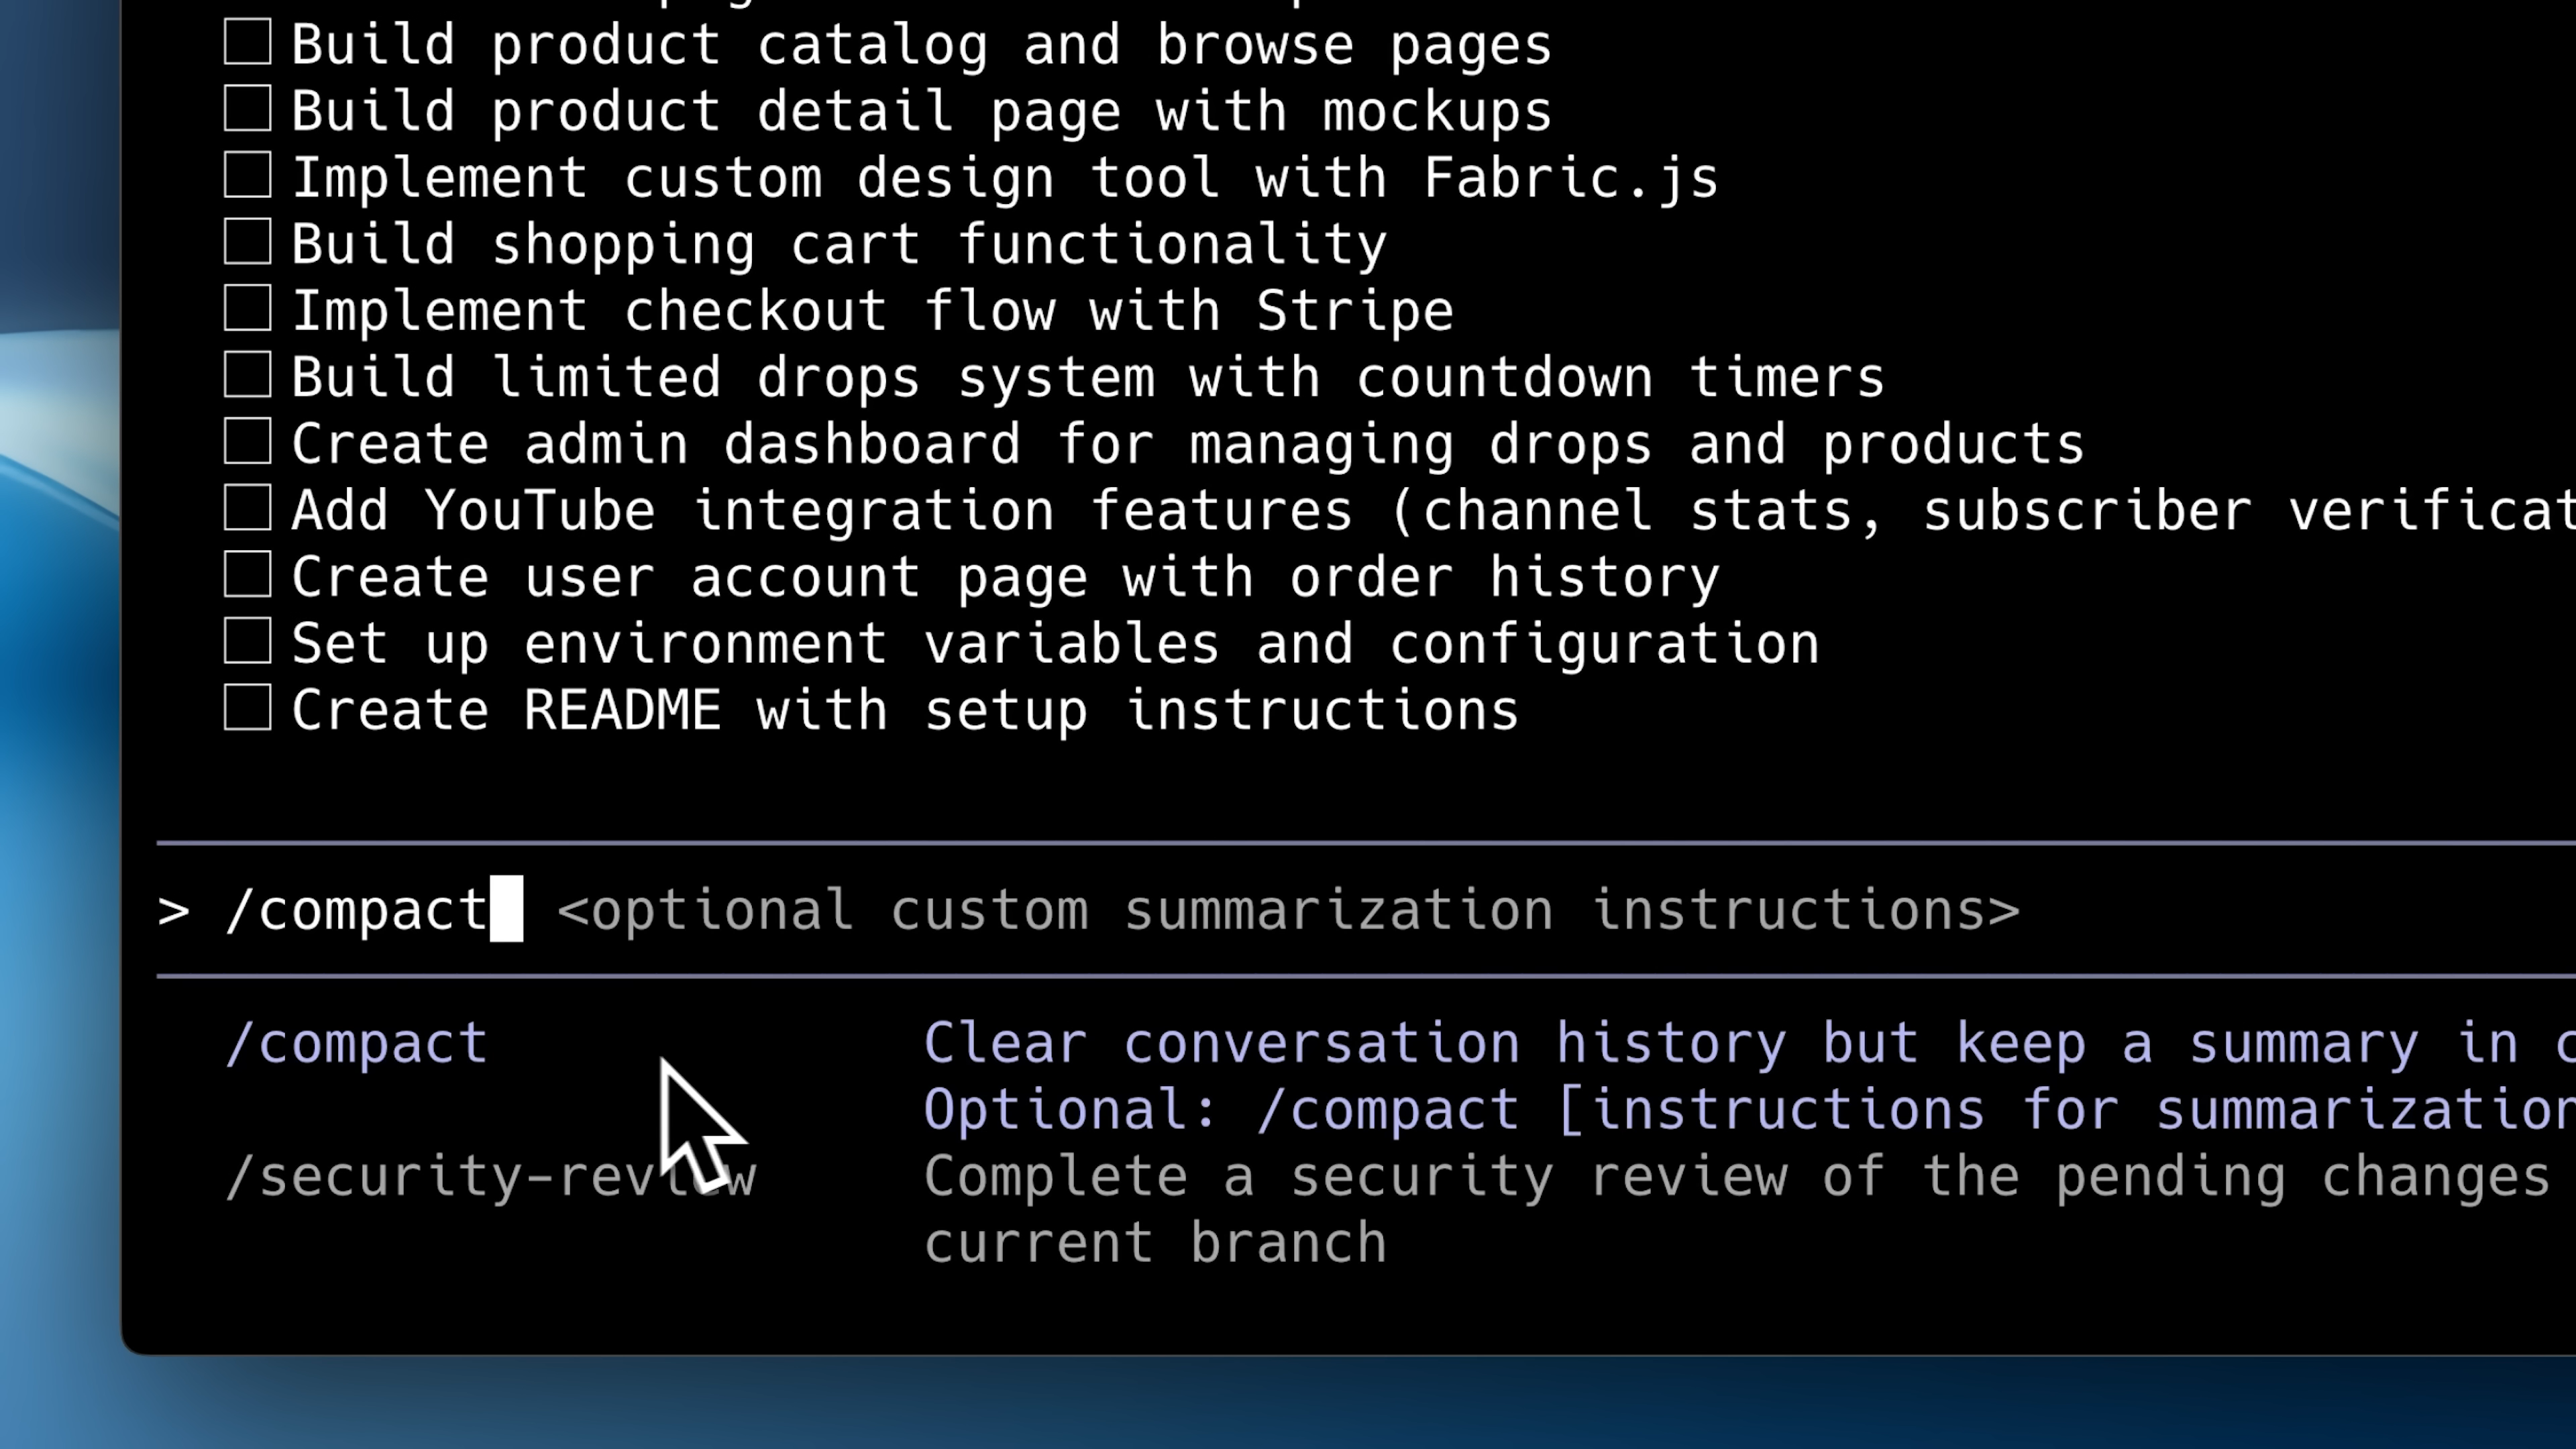 Build product catalog and browse pages
Build product detail page with mockups
Implement custom design tool with Fabric.js
Build shopping cart functionality
Implement checkout flow with Stripe
Build limited drops system with countdown timers
Create admin dashboard for managing drops and products
Add YouTube integration features (channel stats, subscriber
Create user account page with order history
Set up environment variables and configuration
Create README with setup instructions
> /compact <optional custom summarization instructions>
/compact Clear conversation history but keep a summary in
Optional: /compact [instructions for summarization
/security-review Complete a security review of the pending changes
current branch